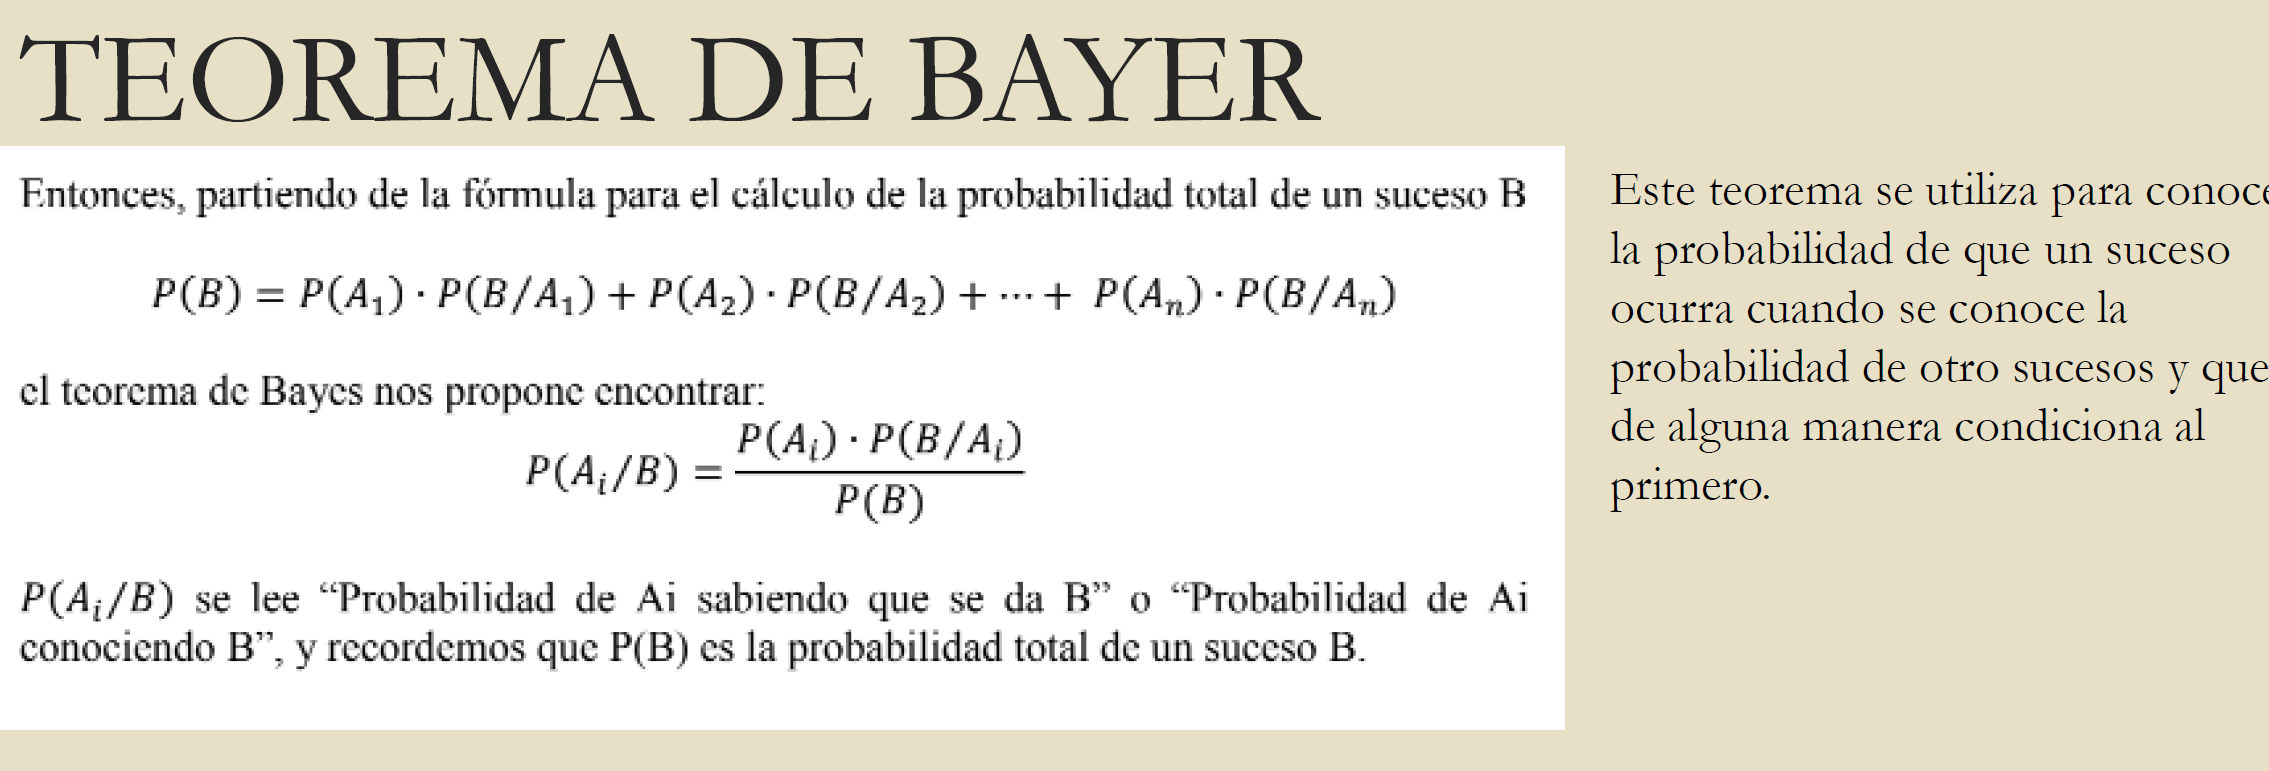 TEOREMA DE BAYER
Entonces, partiendo de la fórmula para el cálculo de la probabilidad total de un suceso B
P(B) = P(A₁) · P(B/A₁) + P(A₂) · P(B/A₂) + ⋯ + P(Aₙ) · P(B/Aₙ)
el teorema de Bayes nos propone encontrar:
P(Aᵢ/B) = P(Aᵢ) · P(B/Aᵢ)
P(B)
P(Aᵢ/B) se lee “Probabilidad de Ai sabiendo que se da B” o “Probabilidad de Ai
conociendo B”, y recordemos que P(B) es la probabilidad total de un suceso B.
Este teorema se utiliza para conoce
la probabilidad de que un suceso
ocurra cuando se conoce la
probabilidad de otro sucesos y que
de alguna manera condiciona al
primero.